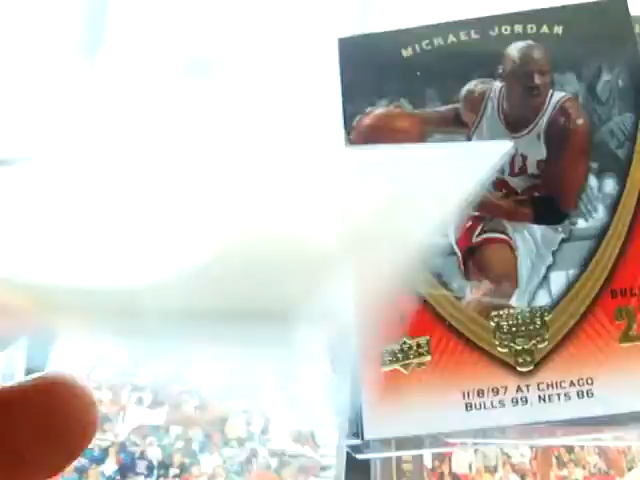 MICHAEL JORDAN
11/8/97 AT CHICAGO
BULLS 99, NETS 86